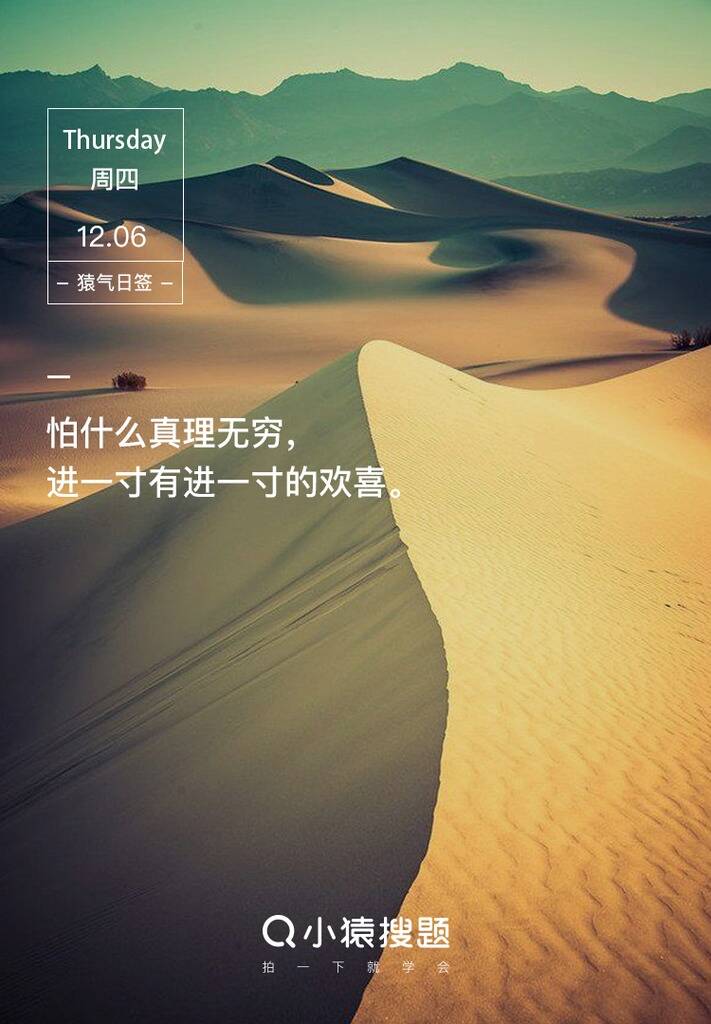 Thursday
周四
12.06
– 猿气日签 –
怕什么真理无穷，
进一寸有进一寸的欢喜。
小猿搜题
拍一下就学会